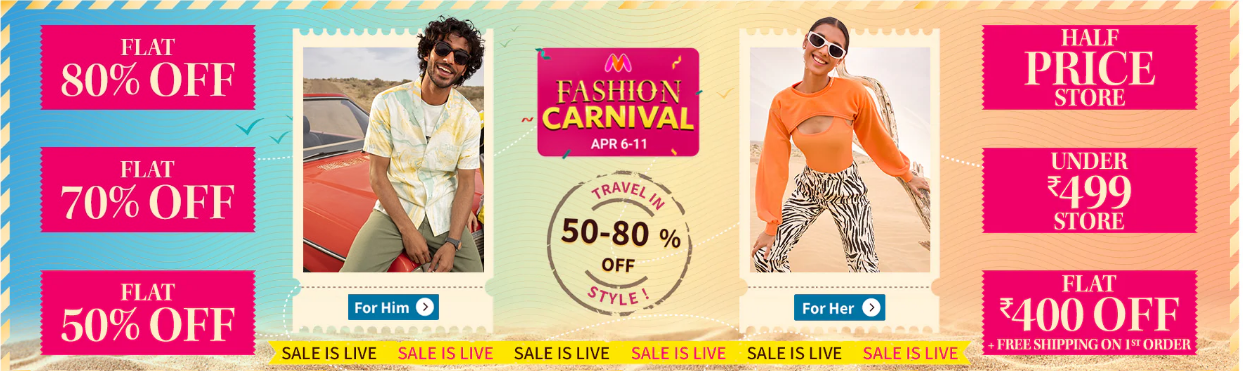 FLAT
80% OFF
FLAT
70% OFF
FLAT
50% OFF
For Him
FASHION
CARNIVAL
APR 6-11
TRAVEL IN
50-80 %
OFF
STYLE !
For Her
HALF
PRICE
STORE
UNDER
₹499
STORE
FLAT
₹400 OFF
+ FREE SHIPPING ON 1ST ORDER
SALE IS LIVE SALE IS LIVE SALE IS LIVE SALE IS LIVE SALE IS LIVE SALE IS LIVE